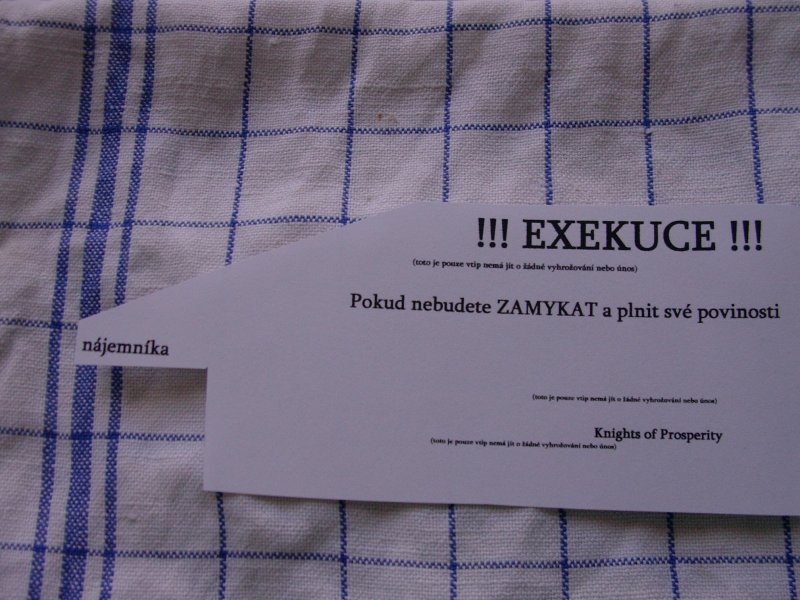 !!! EXEKUCE !!!
(toto je pouze vtip nemá jít o žádné vyhrožování nebo únos)
Pokud nebudete ZAMYKAT a plnit své povinosti
nájemníka
(toto je pouze vtip nemá jít o žádné vyhrožování nebo únos)
Knights of Prosperity
(toto je pouze vtip nemá jít o žádné vyhrožování nebo únos)